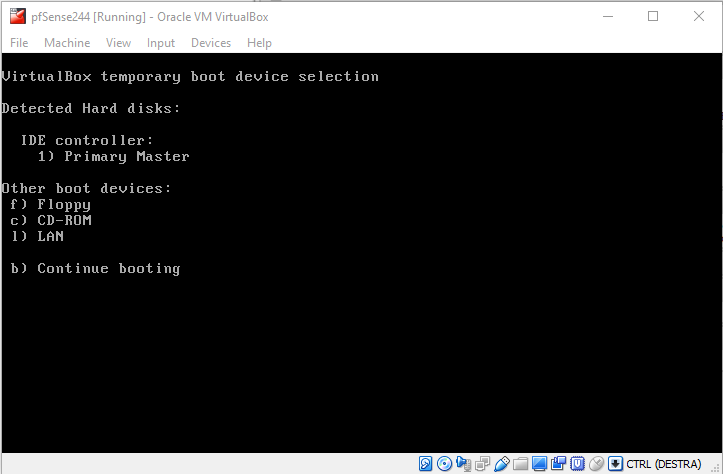 pfSense244 [Running] - Oracle VM VirtualBox
File Machine View Input Devices Help
VirtualBox temporary boot device selection
Detected Hard disks:
IDE controller:
1) Primary Master
Other boot devices:
f) Floppy
c) CD-ROM
l) LAN
b) Continue booting
CTRL (DESTRA)